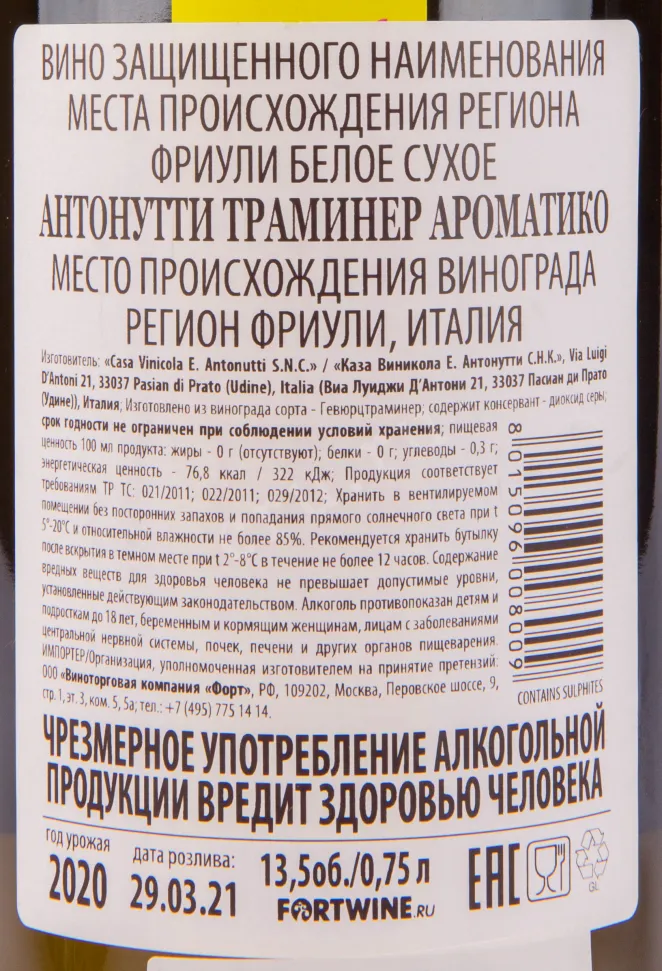 ВИНО ЗАЩИЩЕННОГО НАИМЕНОВАНИЯ
МЕСТА ПРОИСХОЖДЕНИЯ РЕГИОНА
ФРИУЛИ БЕЛОЕ СУХОЕ
АНТОНУТТИ ТРАМИНЕР АРОМАТИКО
МЕСТО ПРОИСХОЖДЕНИЯ ВИНОГРАДА
РЕГИОН ФРИУЛИ, ИТАЛИЯ
Изготовитель: «Casa Vinicola E. Antonutti S.N.C.» / «Каза Виникола Е. Антонутти С.Н.К.», Via Luigi
D'Antoni 21, 33037 Pasian di Prato (Udine), Italia (Виа Луиджи Д'Антони 21, 33037 Пасиан ди Прато
(Удине)), Италия; Изготовлено из винограда сорта - Гевюрцтраминер; содержит консервант - диоксид серы;
срок годности не ограничен при соблюдении условий хранения; пищевая
ценность 100 мл продукта: жиры - 0 г (отсутствуют); белки - 0 г; углеводы - 0,3 г;
энергетическая ценность - 76,8 ккал / 322 кДж; Продукция соответствует
требованиям ТР ТС: 021/2011; 022/2011; 029/2012; Хранить в вентилируемом
помещении без посторонних запахов и попадания прямого солнечного света при t
5°-20°С и относительной влажности не более 85%. Рекомендуется хранить бутылку
после вскрытия в темном месте при t 2°-8°С в течение не более 12 часов. Содержание
вредных веществ для здоровья человека не превышает допустимые уровни,
установленные действующим законодательством. Алкоголь противопоказан детям и
подросткам до 18 лет, беременным и кормящим женщинам, лицам с заболеваниями
центральной нервной системы, почек, печени и других органов пищеварения.
ИМПОРТЕР/Организация, уполномоченная изготовителем на принятие претензий:
ООО «Виноторговая компания «Форт», РФ, 109202, Москва, Перовское шоссе, 9,
стр. 1, эт. 3, ком. 5, 5а; тел.: +7 (495) 775 14 14.
8 015096 008009
CONTAINS SULPHITES
ЧРЕЗМЕРНОЕ УПОТРЕБЛЕНИЕ АЛКОГОЛЬНОЙ
ПРОДУКЦИИ ВРЕДИТ ЗДОРОВЬЮ ЧЕЛОВЕКА
год урожая
2020
дата розлива:
29.03.21
13,5об./0,75 л
FORTWINE.RU
EAC
GL